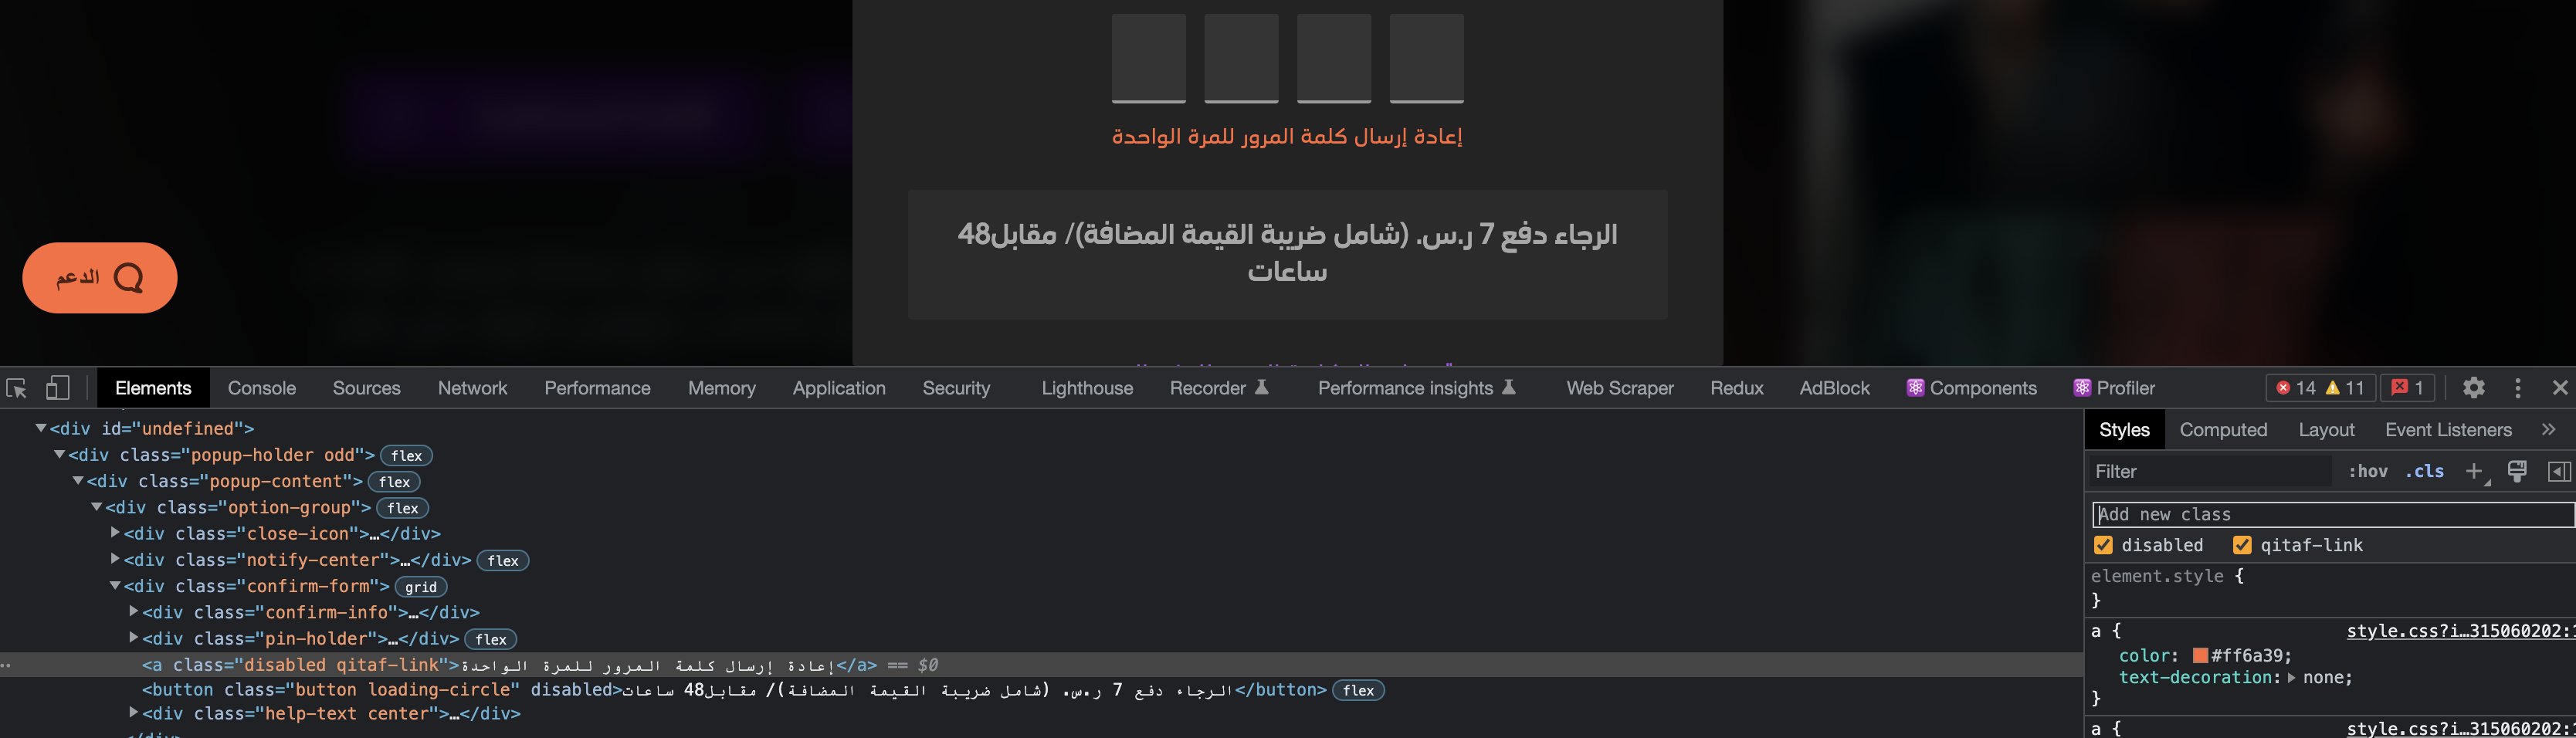 إعادة إرسال كلمة المرور للمرة الواحدة
الرجاء دفع 7 ر.س. (شامل ضريبة القيمة المضافة)/ مقابل48
ساعات
الدعم
Elements Console Sources Network Performance Memory Application Security Lighthouse Recorder Performance insights Web Scraper Redux AdBlock Components Profiler 14 11 1
<div id="undefined">
<div class="popup-holder odd"> flex
<div class="popup-content"> flex
<div class="option-group"> flex
<div class="close-icon">…</div>
<div class="notify-center">…</div> flex
<div class="confirm-form"> grid
<div class="confirm-info">…</div>
<div class="pin-holder">…</div> flex
<a class="disabled qitaf-link">إعادة إرسال كلمة المرور للمرة الواحدة</a> == $0
<button class="button loading-circle" disabled>الرجاء دفع 7 ر.س. (شامل ضريبة القيمة المضافة)/ مقابل48 ساعات</button> flex
<div class="help-text center">…</div>
Styles Computed Layout Event Listeners »
Filter :hov .cls +
Add new class
disabled qitaf-link
element.style {
}
a { style.css?i…315060202:1
color: #ff6a39;
text-decoration: none;
}
a { style.css?i…315060202:1